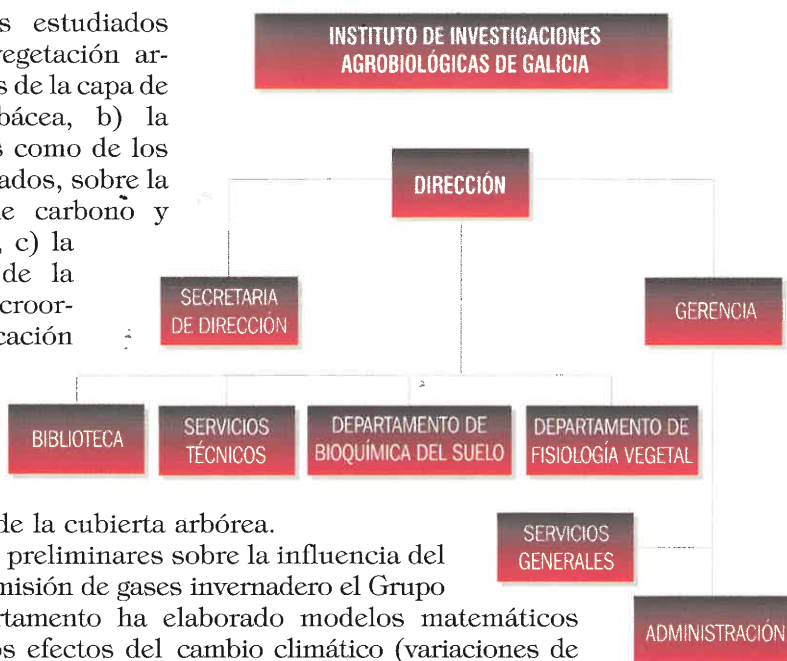 s estudiados
vegetación ar-
s de la capa de
bácea, b) la
s como de los
ados, sobre la
e carbono y
, c) la
de la
croor-
cación
INSTITUTO DE INVESTIGACIONES
AGROBIOLÓGICAS DE GALICIA
DIRECCIÓN
SECRETARIA
DE DIRECCIÓN
GERENCIA
BIBLIOTECA
SERVICIOS
TÉCNICOS
DEPARTAMENTO DE
BIOQUÍMICA DEL SUELO
DEPARTAMENTO DE
FISIOLOGÍA VEGETAL
SERVICIOS
GENERALES
ADMINISTRACIÓN
de la cubierta arbórea.
preliminares sobre la influencia del
misión de gases invernadero el Grupo
rtamento ha elaborado modelos matemáticos
os efectos del cambio climático (variaciones de